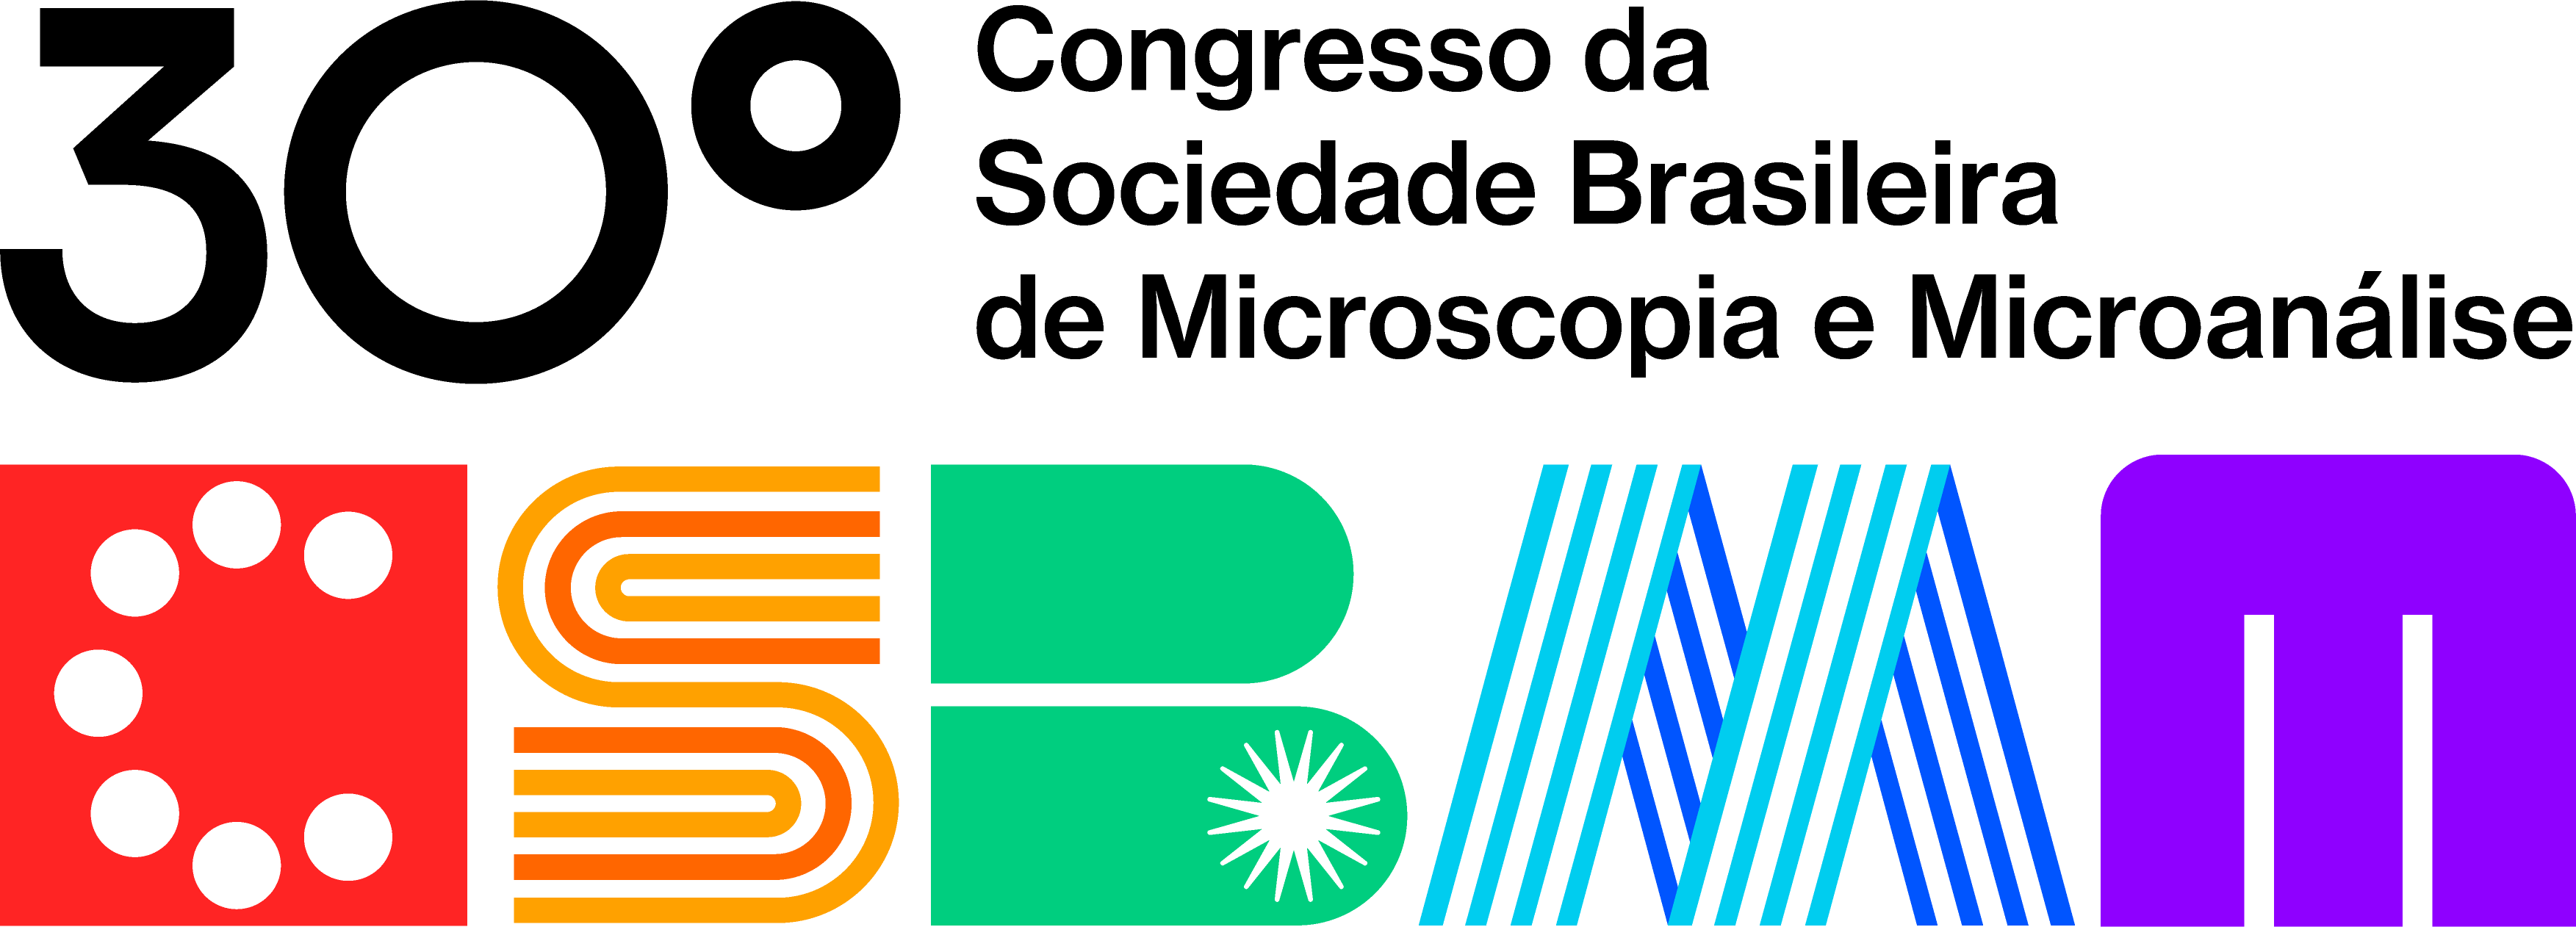 30º
Congresso da
Sociedade Brasileira
de Microscopia e Microanálise
CSBMM